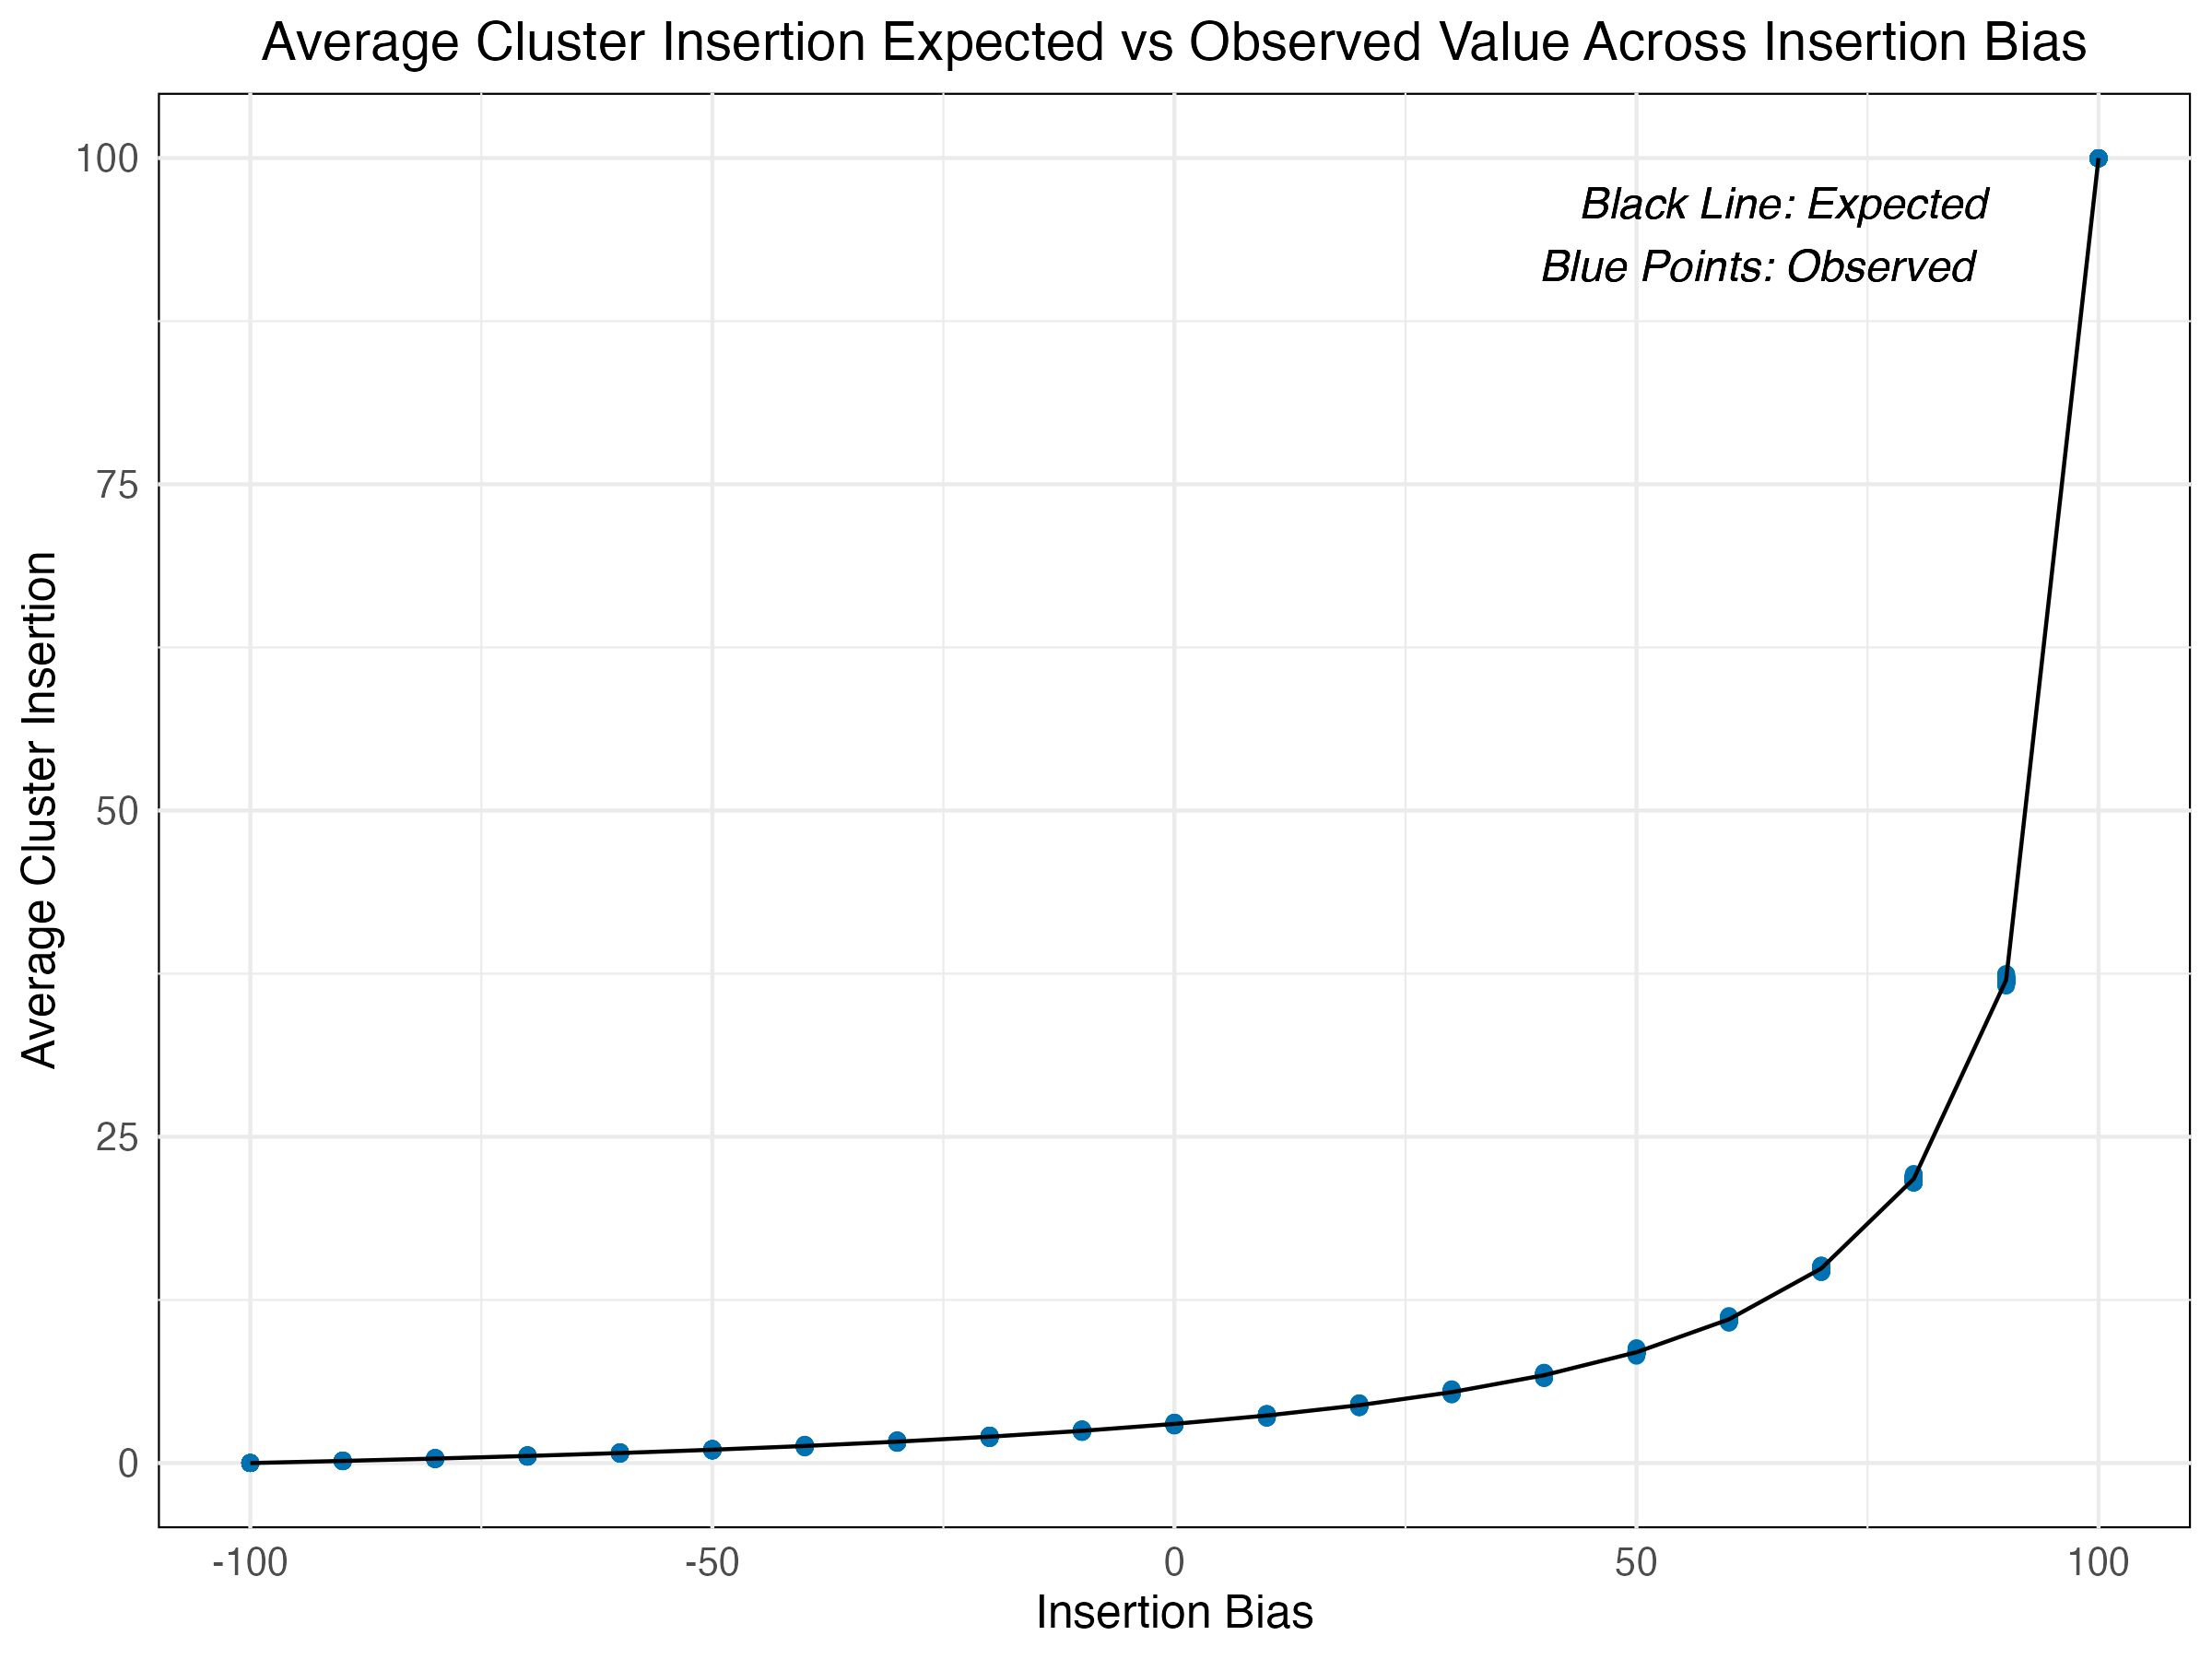 Average Cluster Insertion Expected vs Observed Value Across Insertion Bias
Black Line: Expected
Blue Points: Observed
Average Cluster Insertion
100
75
50
25
0
-100
-50
0
50
100
Insertion Bias